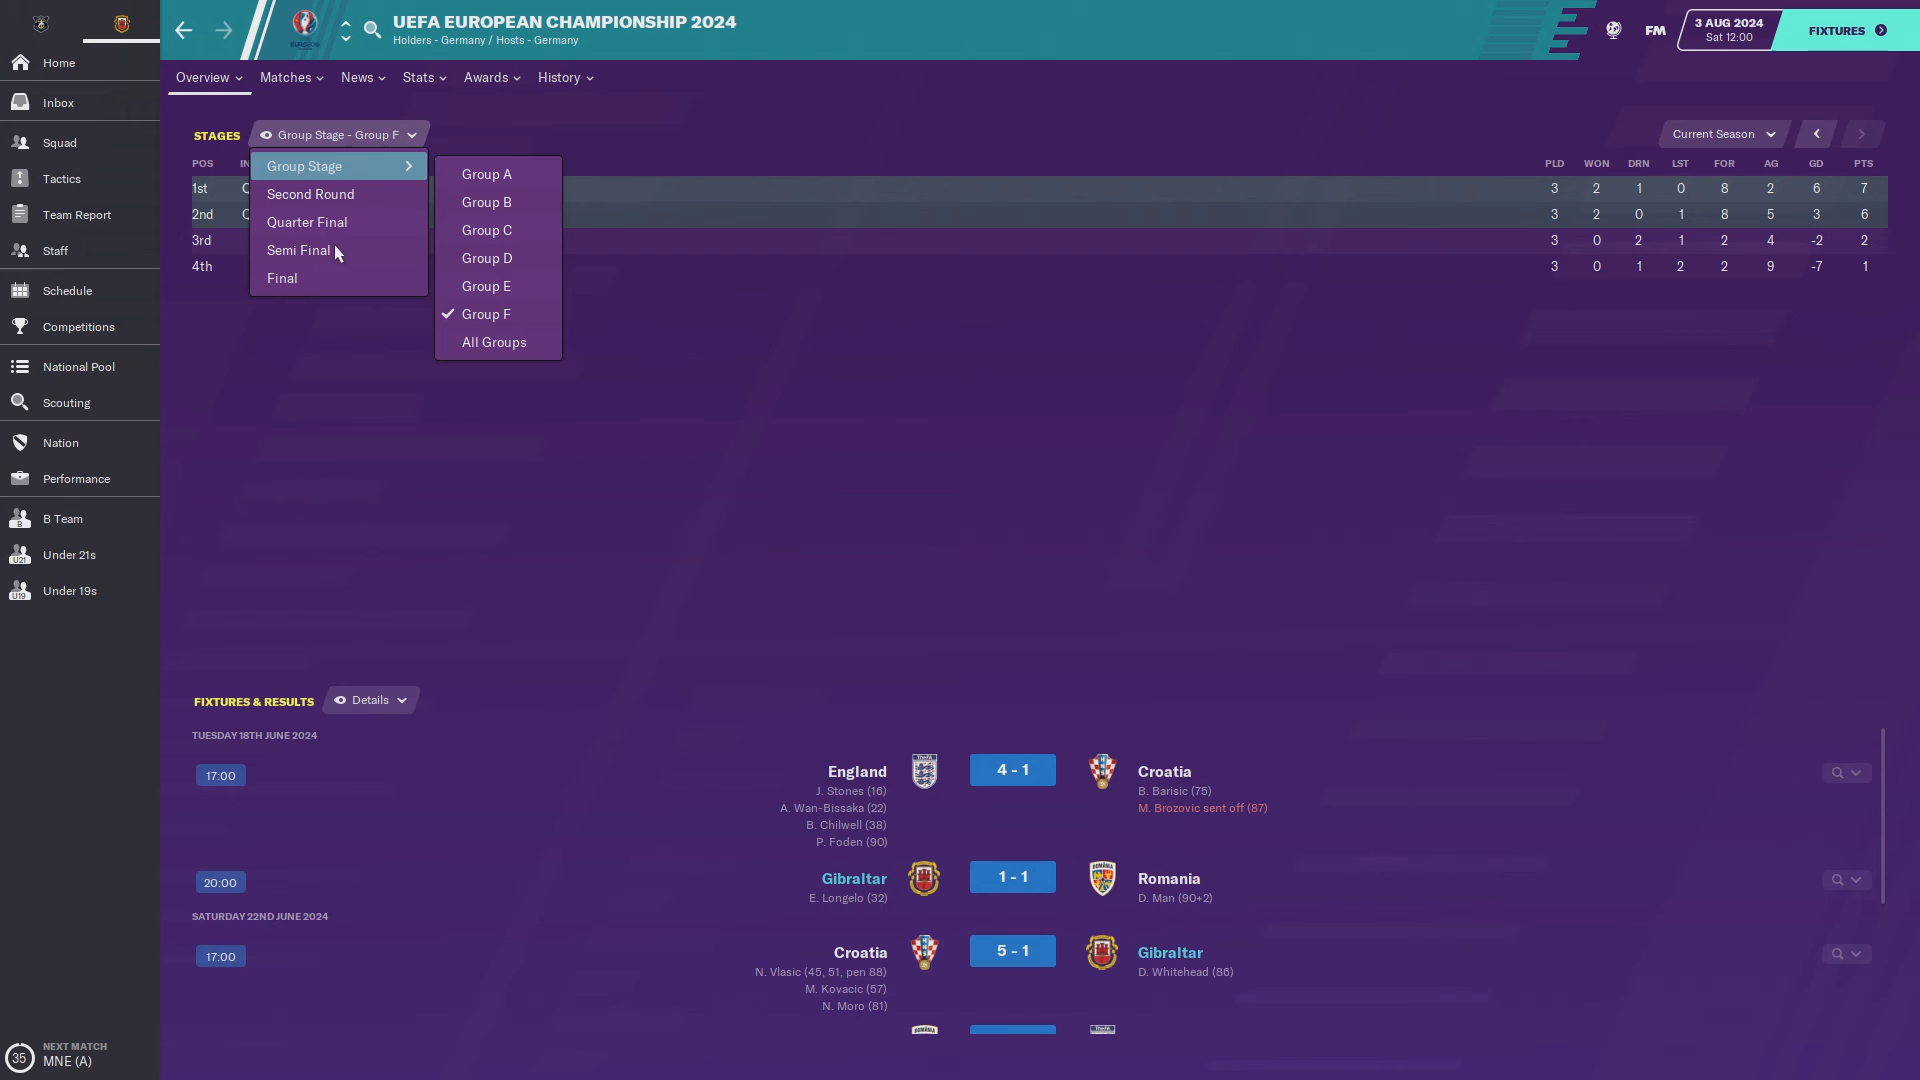 UEFA EUROPEAN CHAMPIONSHIP 2024
Holders - Germany / Hosts - Germany
FM
3 AUG 2024
Sat 12:00
FIXTURES
Home
Inbox
Squad
Tactics
Team Report
Staff
Schedule
Competitions
National Pool
Scouting
Nation
Performance
B
B Team
U21
Under 21s
U19
Under 19s
35
NEXT MATCH
MNE (A)
Overview Matches News Stats Awards History
STAGES Group Stage - Group F
Current Season
POS IN PLD WON DRN LST FOR AG GD PTS
1st 3 2 1 0 8 2 6 7
2nd 3 2 0 1 8 5 3 6
3rd 3 0 2 1 2 4 -2 2
4th 3 0 1 2 2 9 -7 1
Group Stage
Second Round
Quarter Final
Semi Final
Final
Group A
Group B
Group C
Group D
Group E
Group F
All Groups
FIXTURES & RESULTS Details
TUESDAY 18TH JUNE 2024
17:00 England 4 - 1 Croatia
J. Stones (16) B. Barisic (75)
A. Wan-Bissaka (22) M. Brozovic sent off (87)
B. Chilwell (38)
P. Foden (90)
20:00 Gibraltar 1 - 1 Romania
E. Longelo (32) D. Man (90+2)
SATURDAY 22ND JUNE 2024
17:00 Croatia 5 - 1 Gibraltar
N. Vlasic (45, 51, pen 88) D. Whitehead (86)
M. Kovacic (57)
N. Moro (81)